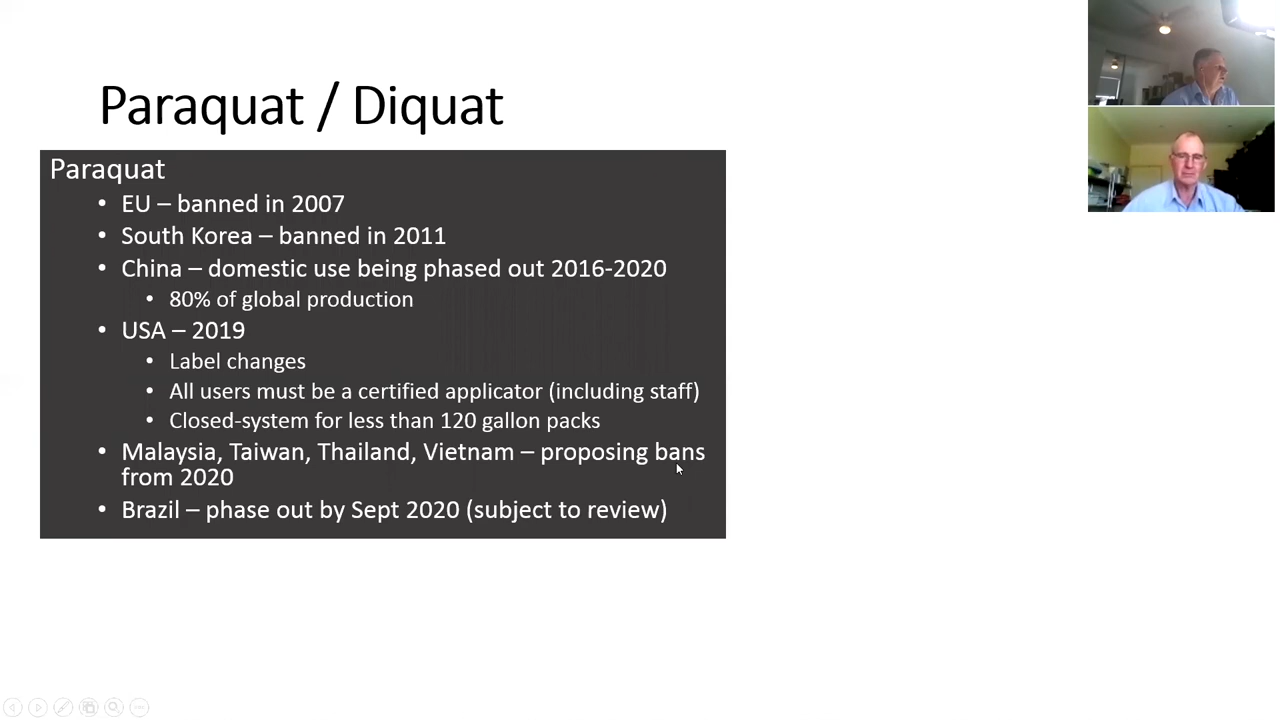 Paraquat / Diquat
Paraquat
• EU – banned in 2007
• South Korea – banned in 2011
• China – domestic use being phased out 2016-2020
• 80% of global production
• USA – 2019
• Label changes
• All users must be a certified applicator (including staff)
• Closed-system for less than 120 gallon packs
• Malaysia, Taiwan, Thailand, Vietnam – proposing bans
from 2020
• Brazil – phase out by Sept 2020 (subject to review)